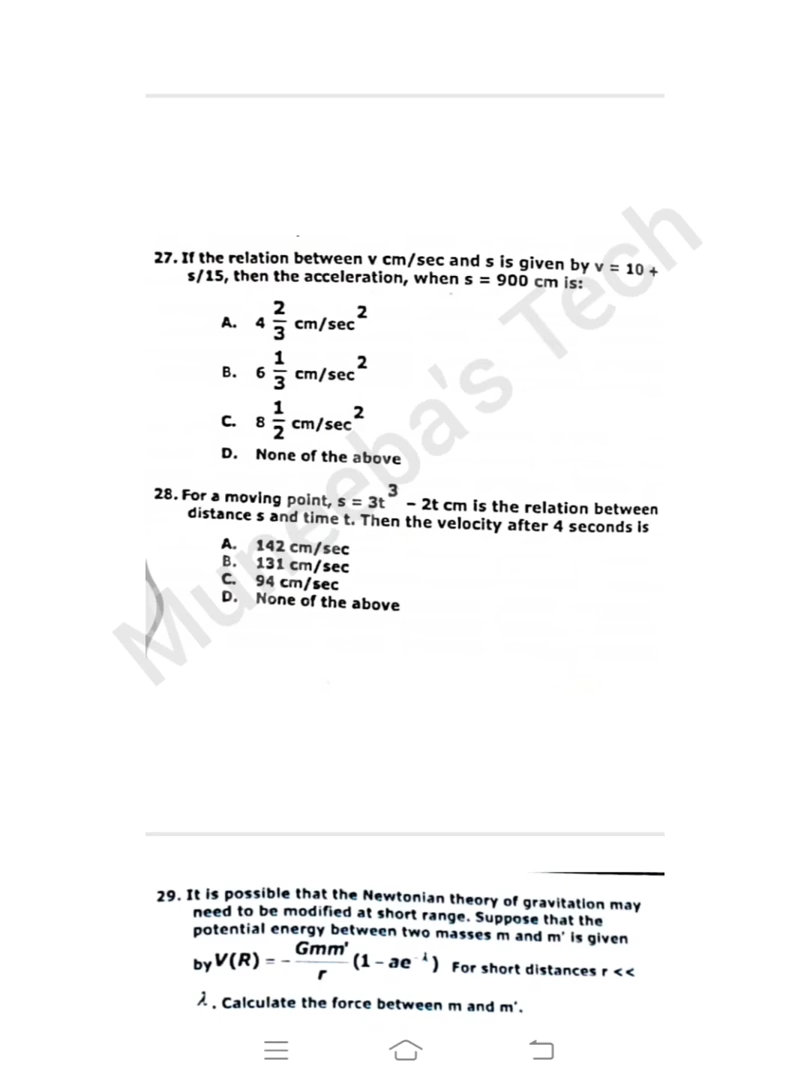 27. If the relation between v cm/sec and s is given by v = 10 +
s/15, then the acceleration, when s = 900 cm is:
A. 4 2/3 cm/sec²
B. 6 1/3 cm/sec²
C. 8 1/2 cm/sec²
D. None of the above
28. For a moving point, s = 3t³ – 2t cm is the relation between
distance s and time t. Then the velocity after 4 seconds is
A. 142 cm/sec
B. 131 cm/sec
C. 94 cm/sec
D. None of the above
Muneeba's Tech
29. It is possible that the Newtonian theory of gravitation may
need to be modified at short range. Suppose that the
potential energy between two masses m and m' is given
by V(R) = – Gmm'/r (1 – ae⁻λ) For short distances r <<
λ. Calculate the force between m and m'.